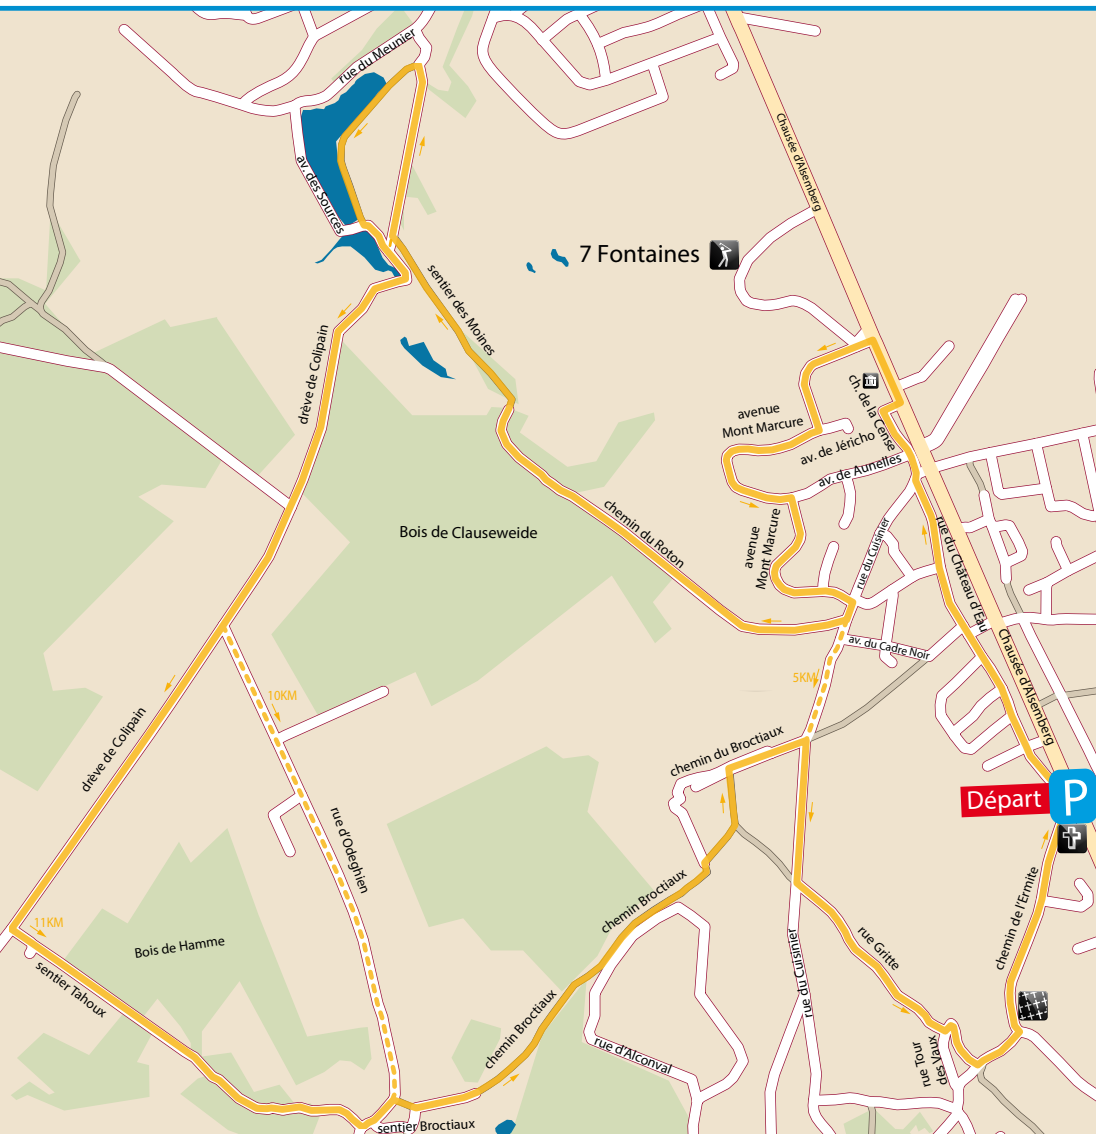 rue du Meunier
Chausée d'Alsemberg
av. des Sources
7 Fontaines
sentier des Moines
drève de Colipain
ch. de la Cense
avenue
Mont Marcure
av. de Jéricho
av. de Aunelles
chemin du Roton
avenue
Mont Marcure
rue du Cuisinier
rue du Château d'Eau
Bois de Clauseweide
av. du Cadre Noir
Chausée d'Alsemberg
5KM
10KM
drève de Colipain
chemin du Broctiaux
Départ
P
rue d'Odeghien
chemin Broctiaux
chemin de l'Ermite
11KM
Bois de Hamme
rue Gritte
rue du Cuisinier
sentier Tahoux
chemin Broctiaux
rue d'Alconval
rue Tour
des Vaux
sentier Broctiaux